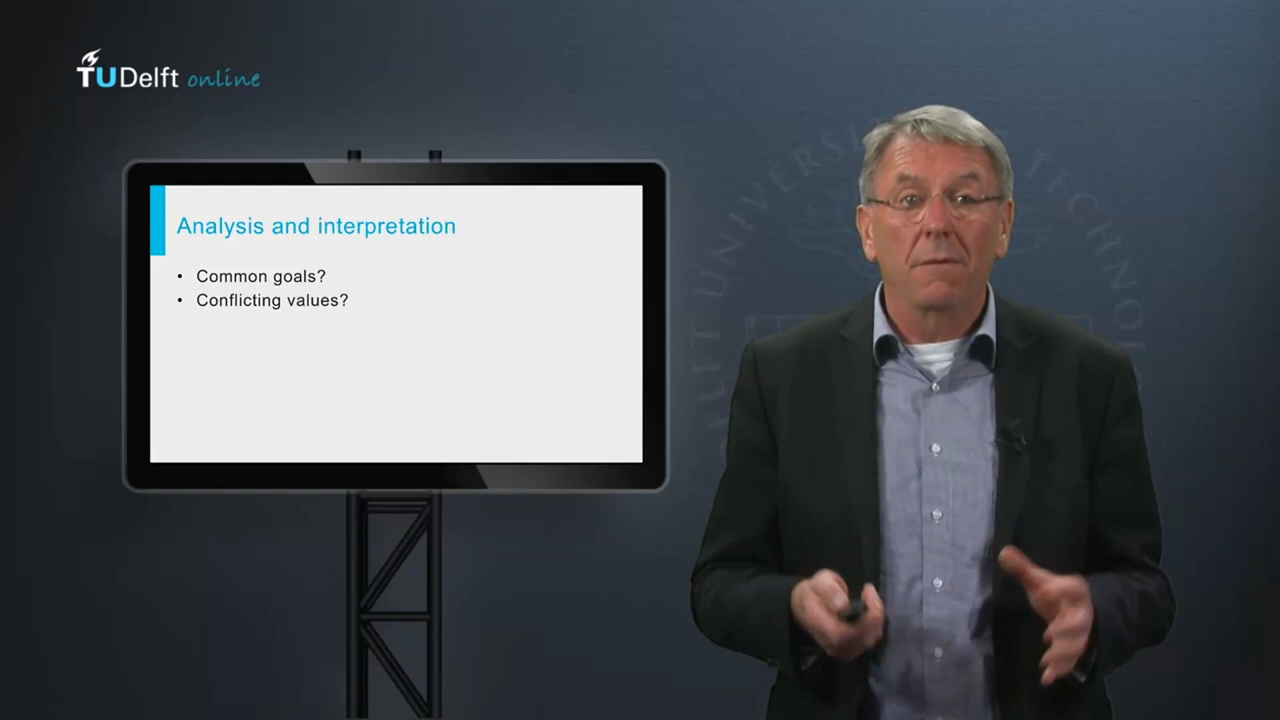 TUDelft online
Analysis and interpretation
• Common goals?
• Conflicting values?